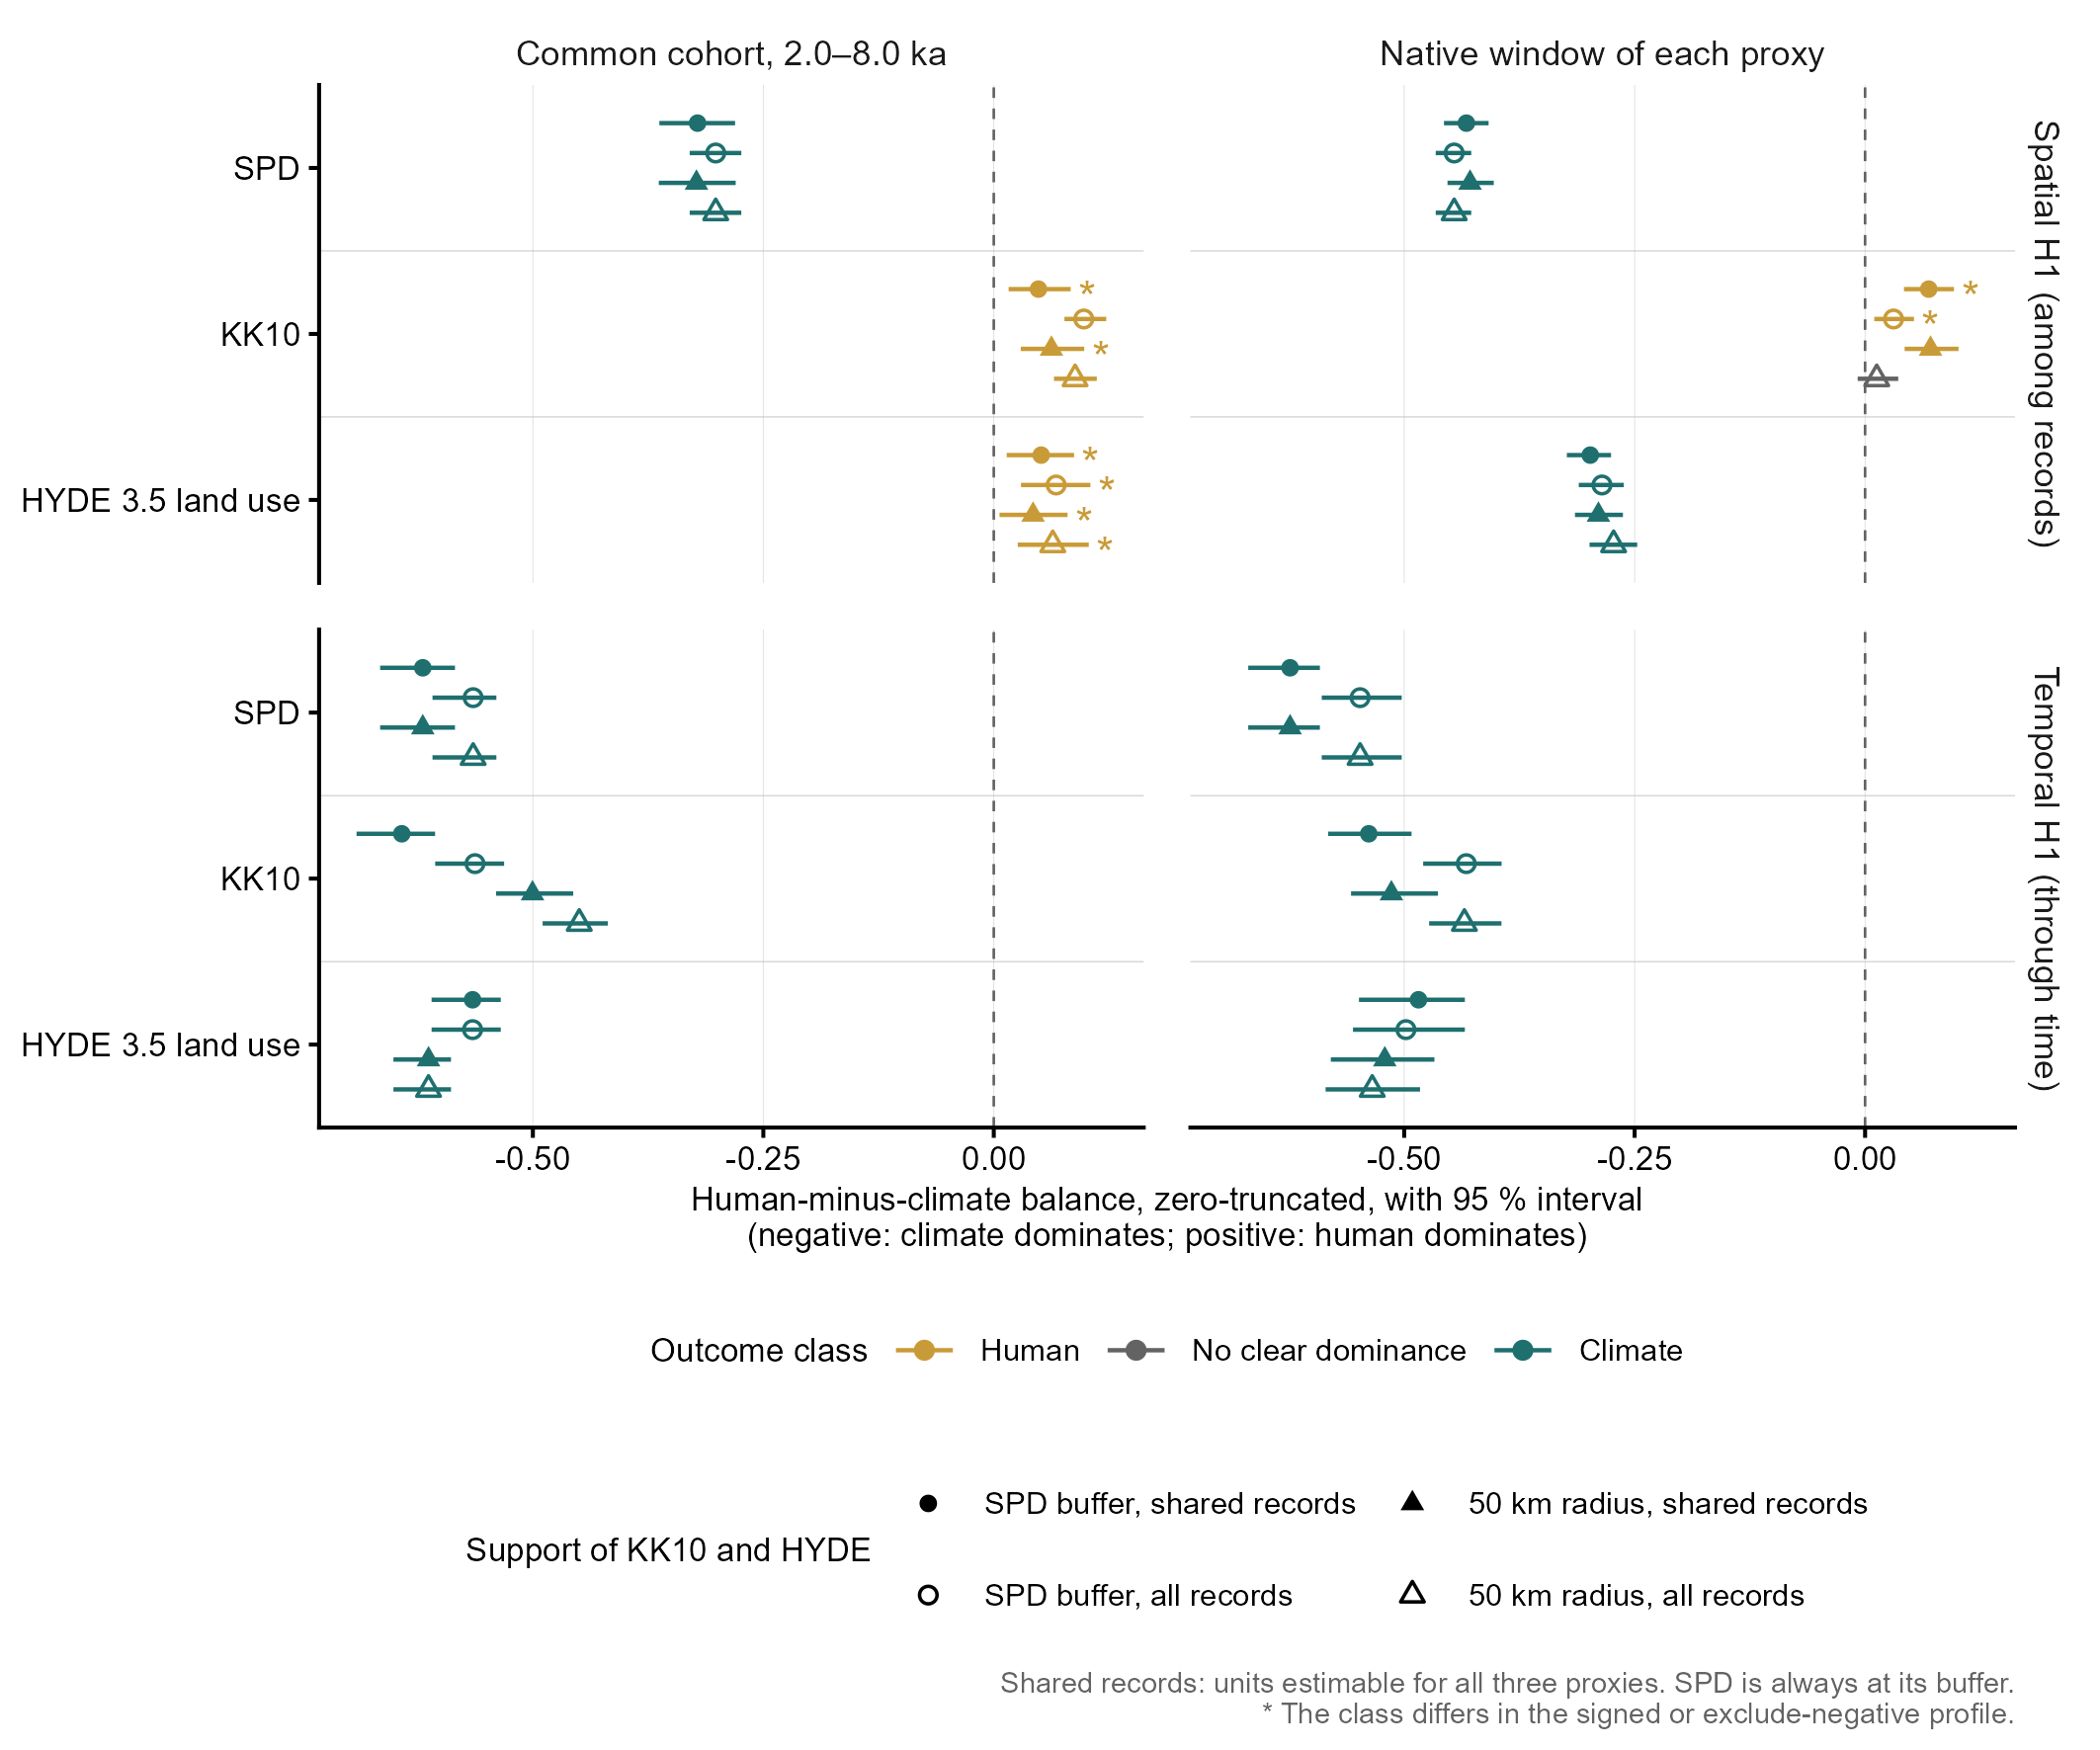 Common cohort, 2.0–8.0 ka
Native window of each proxy
SPD
*
*
KK10
*
*
*
*
HYDE 3.5 land use
*
*
Spatial H1 (among records)
SPD
KK10
HYDE 3.5 land use
Temporal H1 (through time)
-0.50
-0.25
0.00
-0.50
-0.25
0.00
Human-minus-climate balance, zero-truncated, with 95 % interval
(negative: climate dominates; positive: human dominates)
Outcome class
Human
No clear dominance
Climate
Support of KK10 and HYDE
SPD buffer, shared records
50 km radius, shared records
SPD buffer, all records
50 km radius, all records
Shared records: units estimable for all three proxies. SPD is always at its buffer.
* The class differs in the signed or exclude-negative profile.